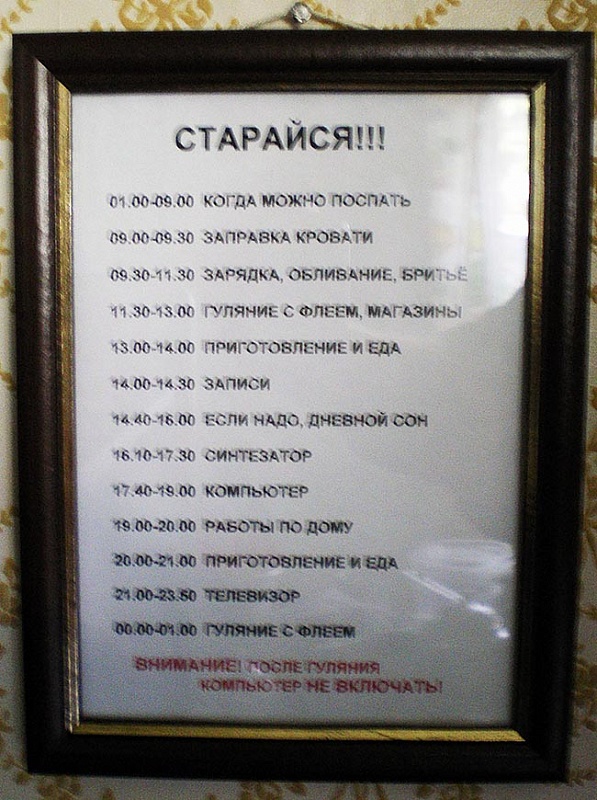 СТАРАЙСЯ!!!
01.00-09.00 КОГДА МОЖНО ПОСПАТЬ
09.00-09.30 ЗАПРАВКА КРОВАТИ
09.30-11.30 ЗАРЯДКА, ОБЛИВАНИЕ, БРИТЬЁ
11.30-13.00 ГУЛЯНИЕ С ФЛЕЕМ, МАГАЗИНЫ
13.00-14.00 ПРИГОТОВЛЕНИЕ И ЕДА
14.00-14.30 ЗАПИСИ
14.40-16.00 ЕСЛИ НАДО, ДНЕВНОЙ СОН
16.10-17.30 СИНТЕЗАТОР
17.40-19.00 КОМПЬЮТЕР
19.00-20.00 РАБОТЫ ПО ДОМУ
20.00-21.00 ПРИГОТОВЛЕНИЕ И ЕДА
21.00-23.50 ТЕЛЕВИЗОР
00.00-01.00 ГУЛЯНИЕ С ФЛЕЕМ
ВНИМАНИЕ! ПОСЛЕ ГУЛЯНИЯ
КОМПЬЮТЕР НЕ ВКЛЮЧАТЬ!